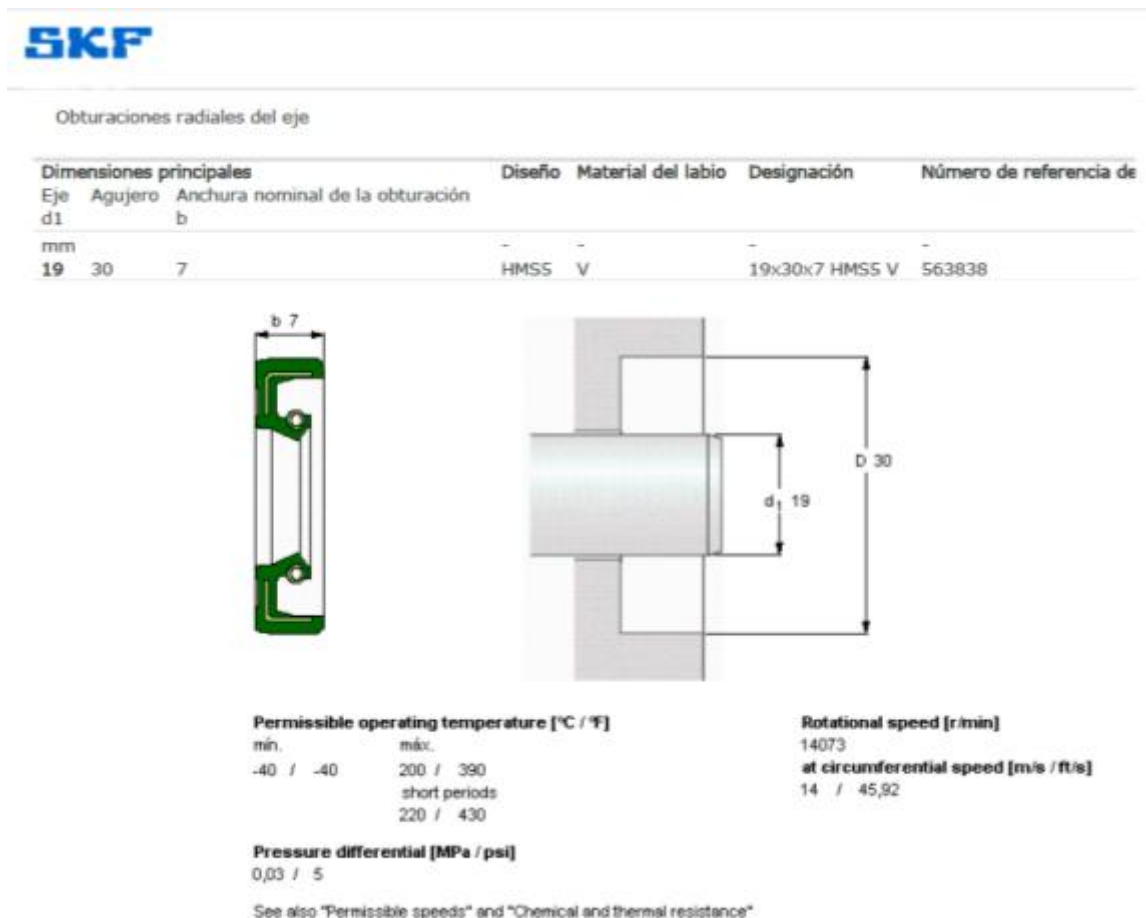 SKF
Obturaciones radiales del eje
Dimensiones principales Diseño Material del labio Designación Número de referencia de
Eje Agujero Anchura nominal de la obturación
d1 b
mm - - - -
19 30 7 HMS5 V 19x30x7 HMS5 V 563838
b 7
D 30
d1 19
Permissible operating temperature [°C / °F] Rotational speed [r/min]
mín. máx. 14073
-40 / -40 200 / 390 at circumferential speed [m/s / ft/s]
short periods 14 / 45,92
220 / 430
Pressure differential [MPa / psi]
0,03 / 5
See also "Permissible speeds" and "Chemical and thermal resistance"